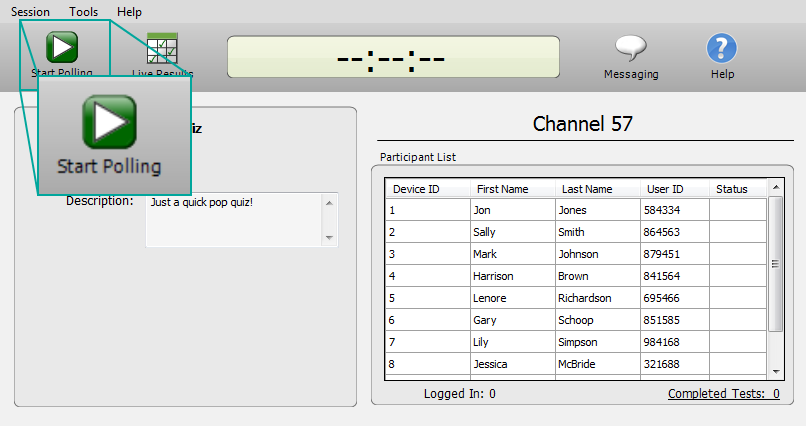 Session Tools Help
Start Polling
Live Results
--:--:--
Messaging
Help
Start Polling
Description:
Just a quick pop quiz!
Channel 57
Participant List
Device ID First Name Last Name User ID Status
1 Jon Jones 584334
2 Sally Smith 864563
3 Mark Johnson 879451
4 Harrison Brown 841564
5 Lenore Richardson 695466
6 Gary Schoop 851585
7 Lily Simpson 984168
8 Jessica McBride 321688
Logged In: 0
Completed Tests: 0